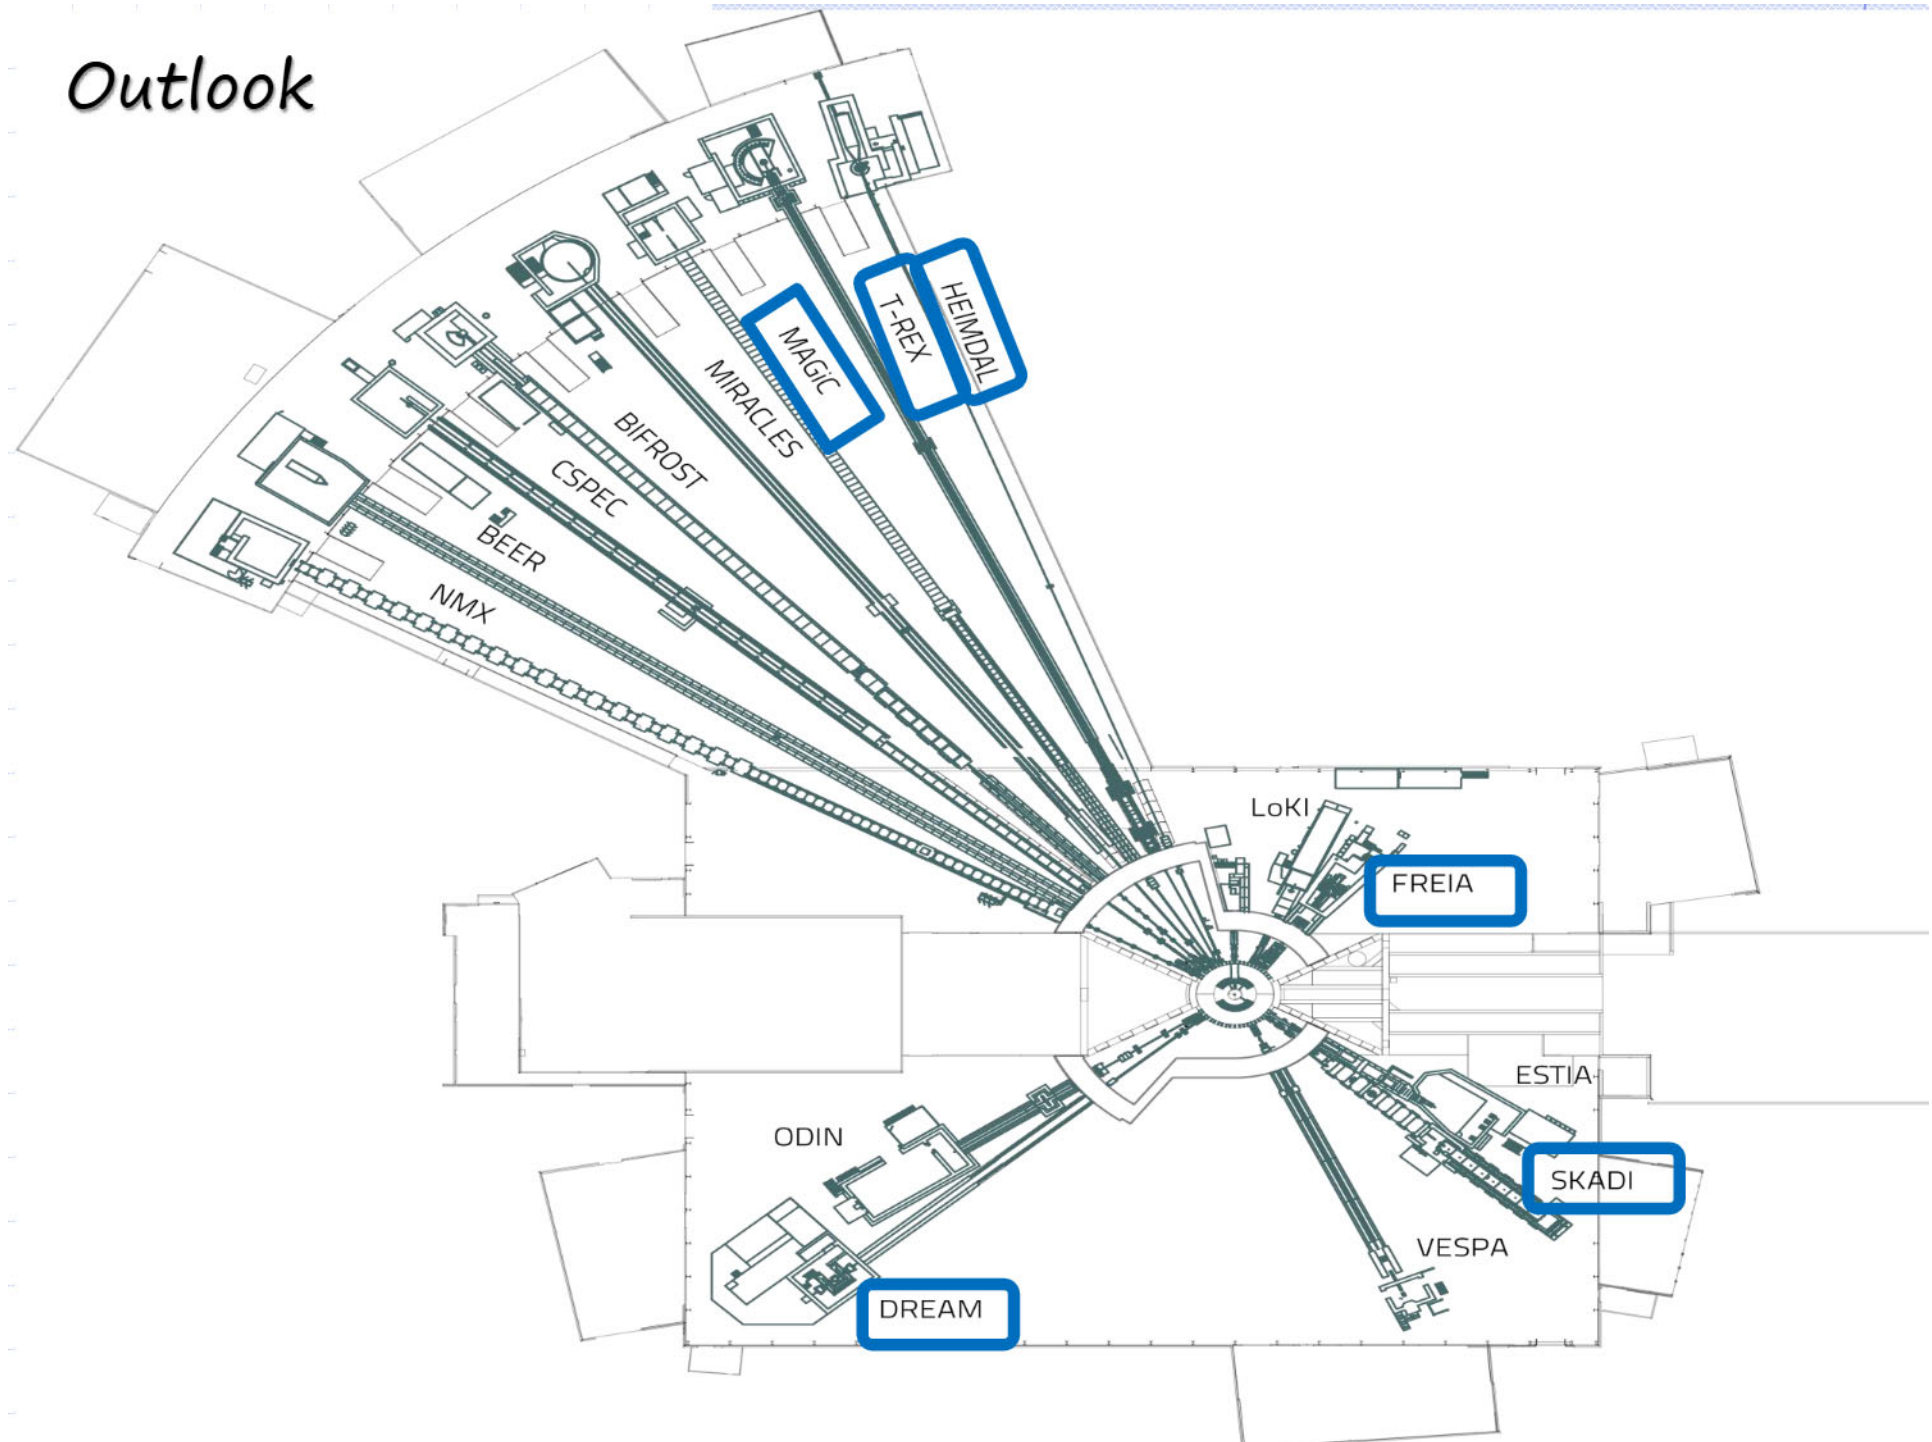 Outlook
HEIMDAL
T-REX
MAGiC
MIRACLES
BIFROST
CSPEC
BEER
NMX
LoKI
FREIA
ESTIA
ODIN
SKADI
VESPA
DREAM